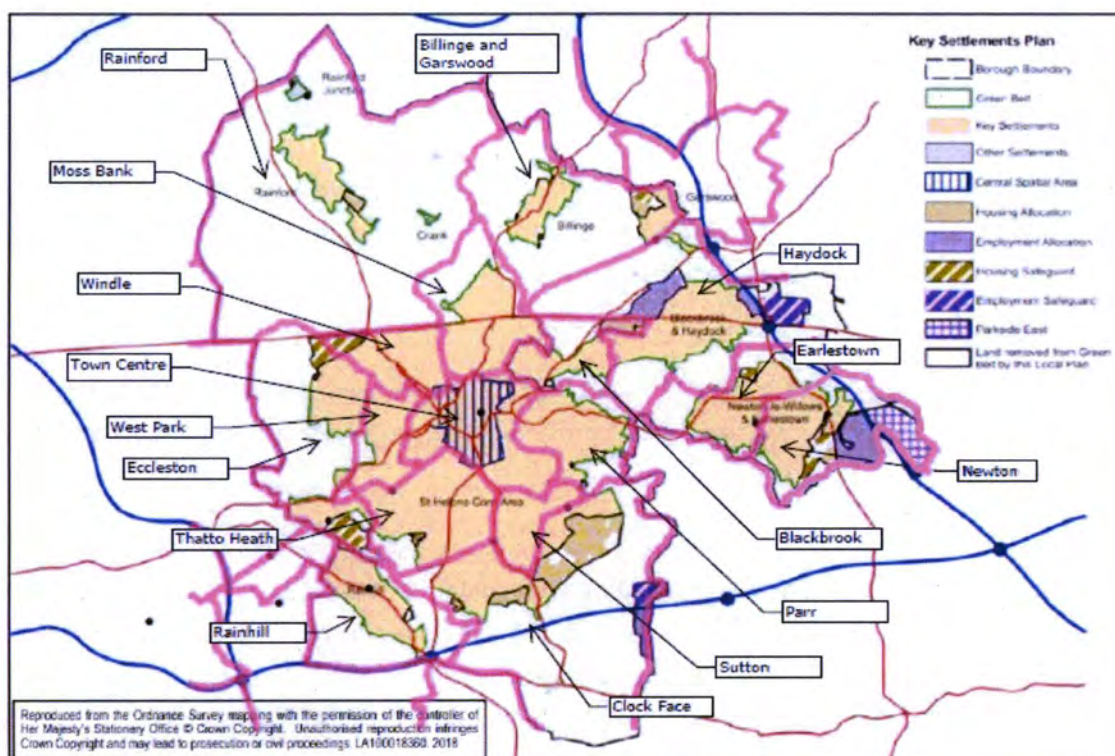 Rainford
Billinge and
Garswood
Rainford
Junction
Moss Bank
Rainford
Crank
Billinge
Garswood
Windle
Haydock
Blackbrook
& Haydock
Town Centre
Earlestown
West Park
Newton-le-Willows
& Earlestown
Eccleston
Newton
St Helens Core Area
Thatto Heath
Blackbrook
Parr
Rainhill
Sutton
Clock Face
Key Settlements Plan
Borough Boundary
Green Belt
Key Settlements
Other Settlements
Central Spatial Area
Housing Allocation
Employment Allocation
Housing Safeguard
Employment Safeguard
Parkside East
Land removed from Green
Belt by this Local Plan
Reproduced from the Ordnance Survey mapping with the permission of the controller of
Her Majesty's Stationery Office © Crown Copyright. Unauthorised reproduction infringes
Crown Copyright and may lead to prosecution or civil proceedings. LA100018360. 2018